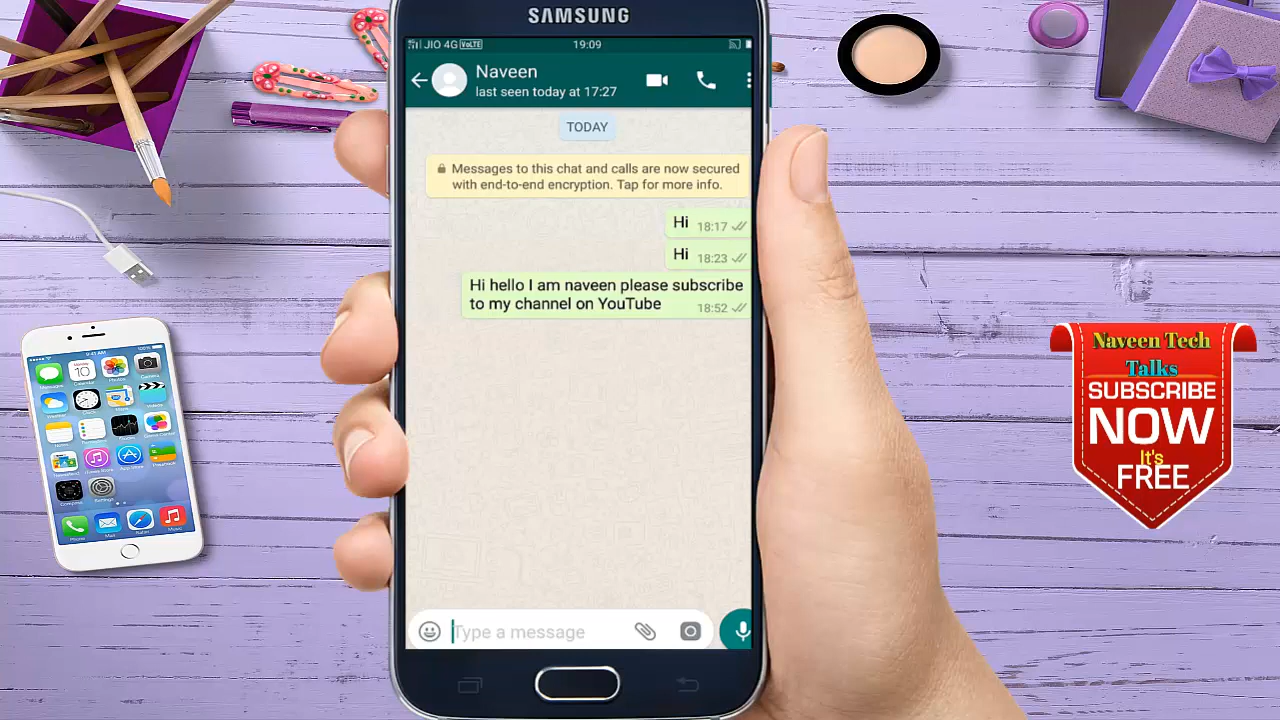 SAMSUNG
JIO 4G VoLTE 19:09
Naveen
last seen today at 17:27
TODAY
Messages to this chat and calls are now secured
with end-to-end encryption. Tap for more info.
Hi 18:17
Hi 18:23
Hi hello I am naveen please subscribe
to my channel on YouTube 18:52
Type a message
Naveen Tech
Talks
SUBSCRIBE
NOW
It's
FREE
9:41 AM